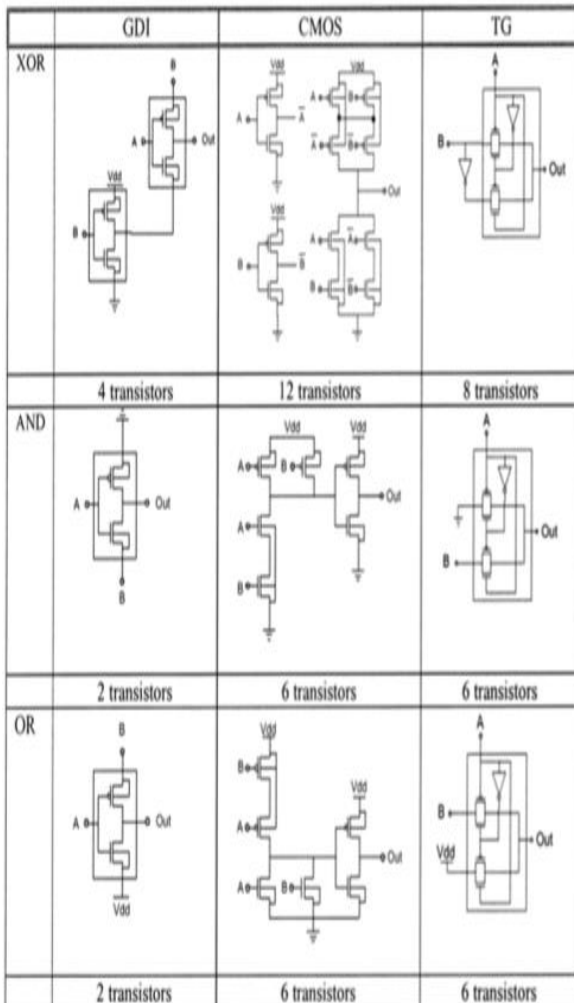 GDI CMOS TG
XOR
B
A
Out
Vdd
B
Vdd
A
A̅
Vdd
B
B̅
Vdd
A B
A̅ B̅
Out
A A̅
B B̅
A
B
Out
4 transistors 12 transistors 8 transistors
AND
A
Out
B
Vdd
Vdd
A B
Out
A
B
A
B
Out
2 transistors 6 transistors 6 transistors
OR
B
A
Out
Vdd
Vdd
B
Vdd
A
Out
A B
A
B
Vdd
Out
2 transistors 6 transistors 6 transistors